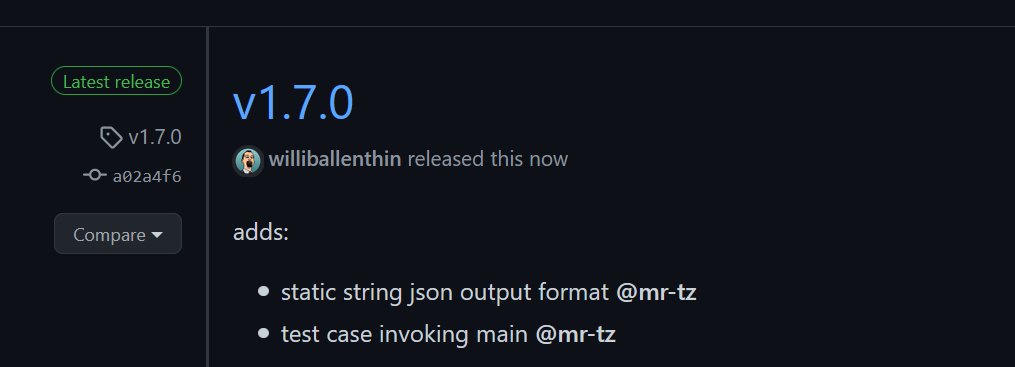 Latest release
v1.7.0
a02a4f6
Compare
v1.7.0
williballenthin released this now
adds:
static string json output format @mr-tz
test case invoking main @mr-tz